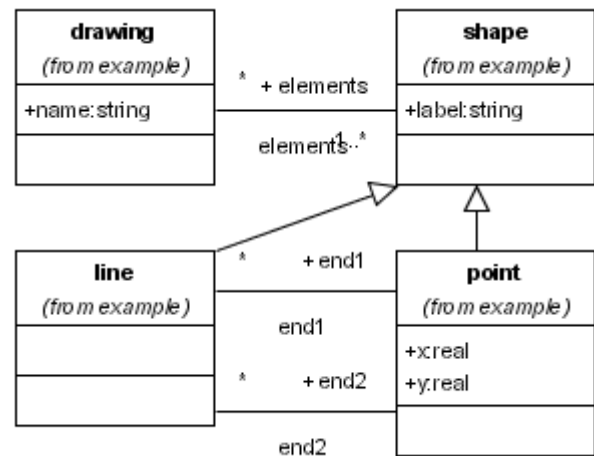 drawing
(from example)
+name:string
* + elements
elements 1..*
shape
(from example)
+label:string
line
(from example)
* + end1
end1
* + end2
end2
point
(from example)
+x:real
+y:real